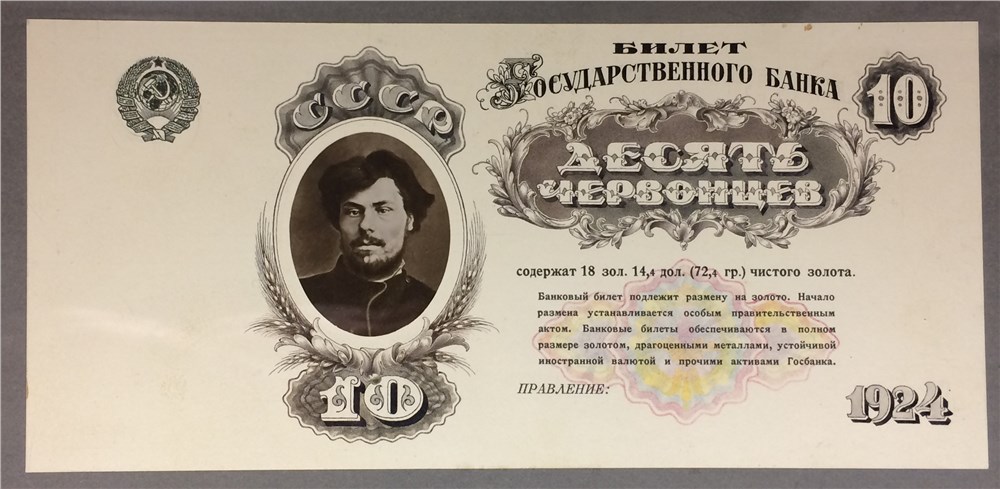 СССР
10
БИЛЕТ
ГОСУДАРСТВЕННОГО БАНКА
10
ДЕСЯТЬ
ЧЕРВОНЦЕВ
содержат 18 зол. 14,4 дол. (72,4 гр.) чистого золота.
Банковый билет подлежит размену на золото. Начало
размена устанавливается особым правительственным
актом. Банковые билеты обеспечиваются в полном
размере золотом, драгоценными металлами, устойчивой
иностранной валютой и прочими активами Госбанка.
ПРАВЛЕНИЕ:
1924